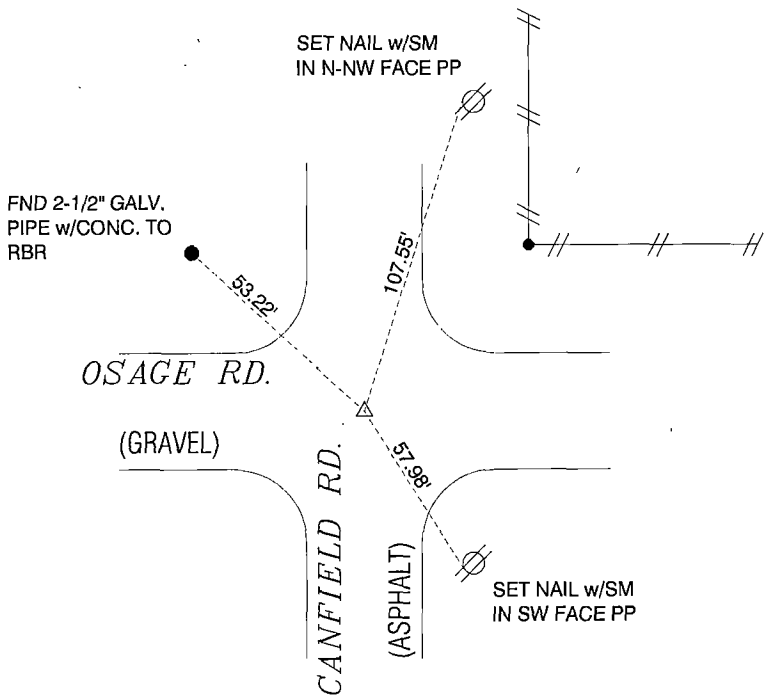 SET NAIL w/SM
IN N-NW FACE PP
FND 2-1/2" GALV.
PIPE w/CONC. TO
RBR
53.22'
107.55'
OSAGE RD.
(GRAVEL)
57.98'
CANFIELD RD.
(ASPHALT)
SET NAIL w/SM
IN SW FACE PP